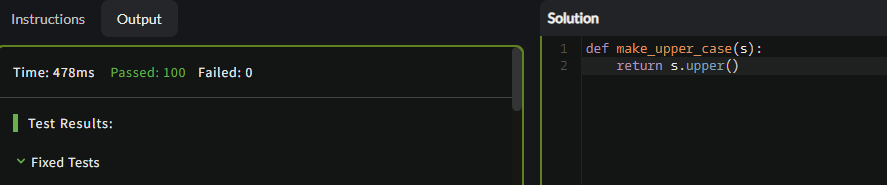 Instructions
Output
Time: 478ms Passed: 100 Failed: 0
Test Results:
Fixed Tests
Solution
1 def make_upper_case(s):
2     return s.upper()